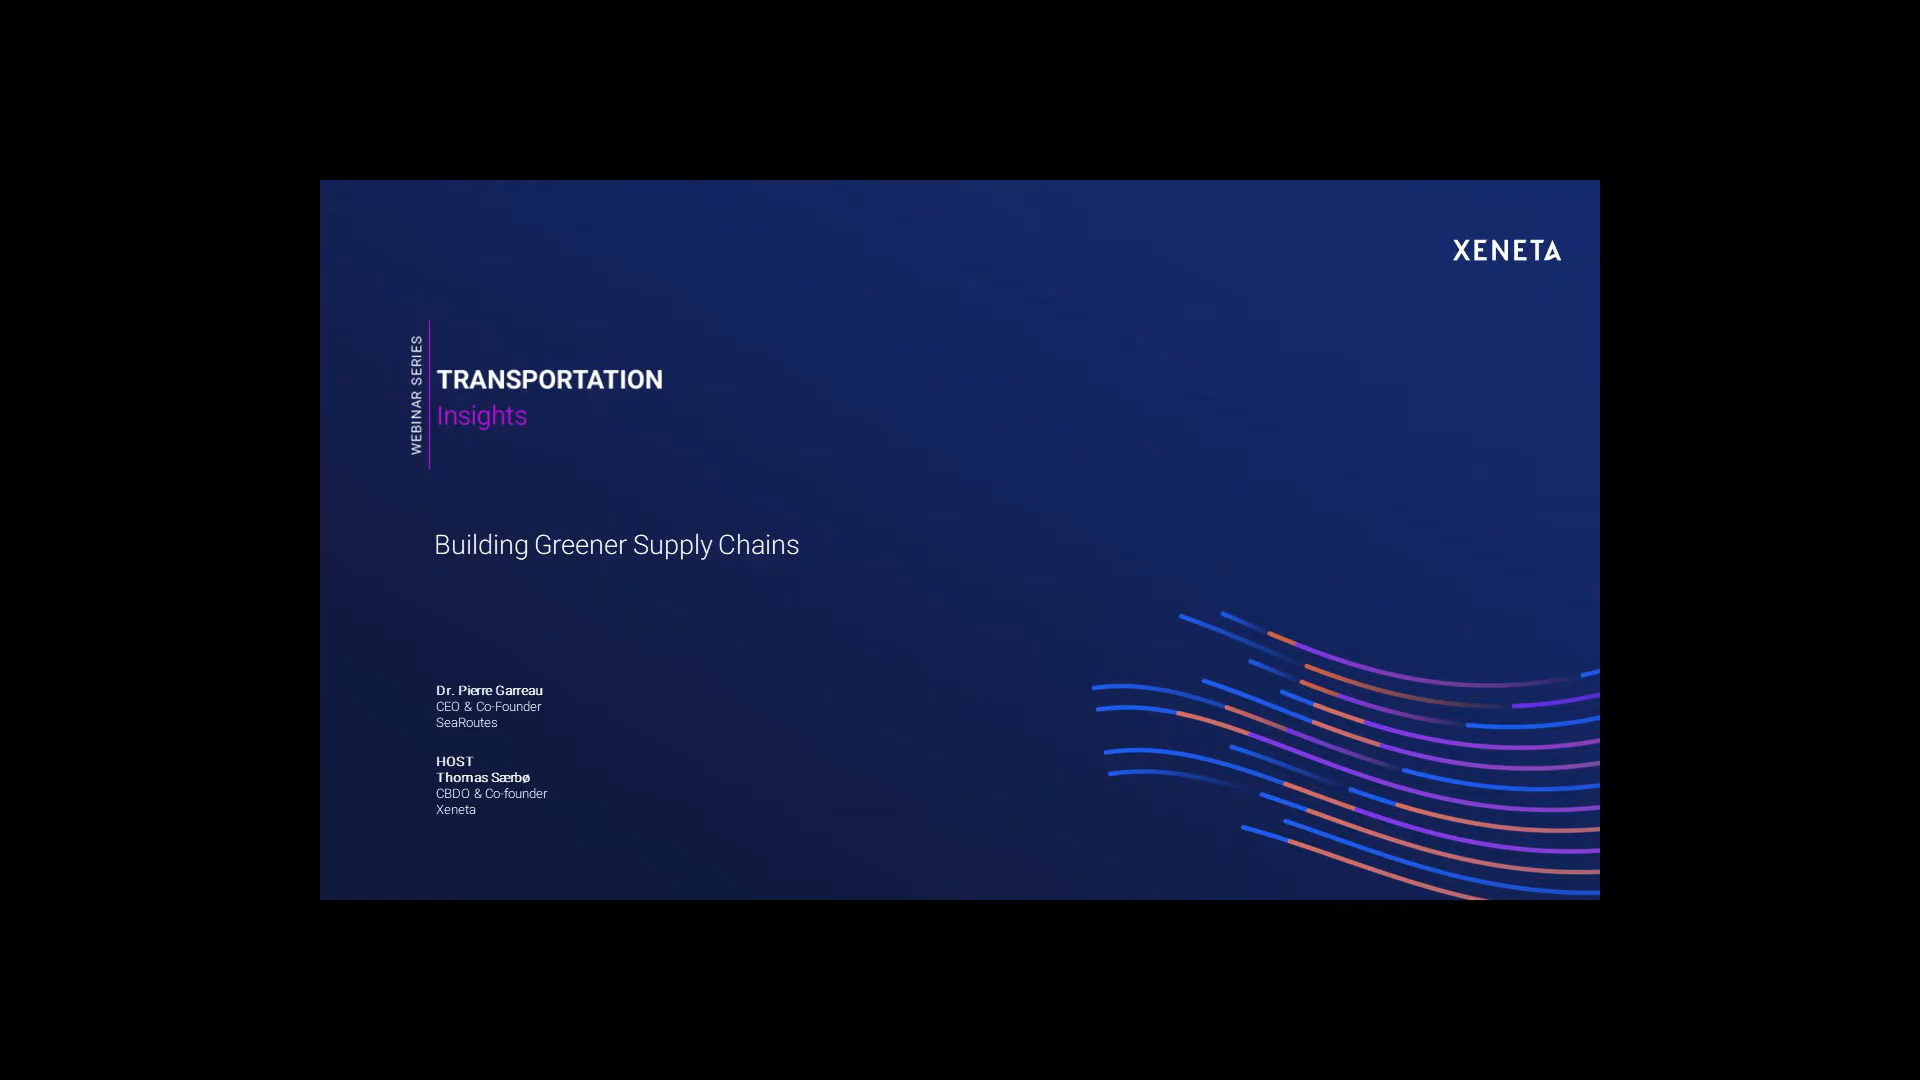 XENETA
WEBINAR SERIES
TRANSPORTATION
Insights
Building Greener Supply Chains
Dr. Pierre Garreau
CEO & Co-Founder
SeaRoutes
HOST
Thomas Særbø
CBDO & Co-founder
Xeneta